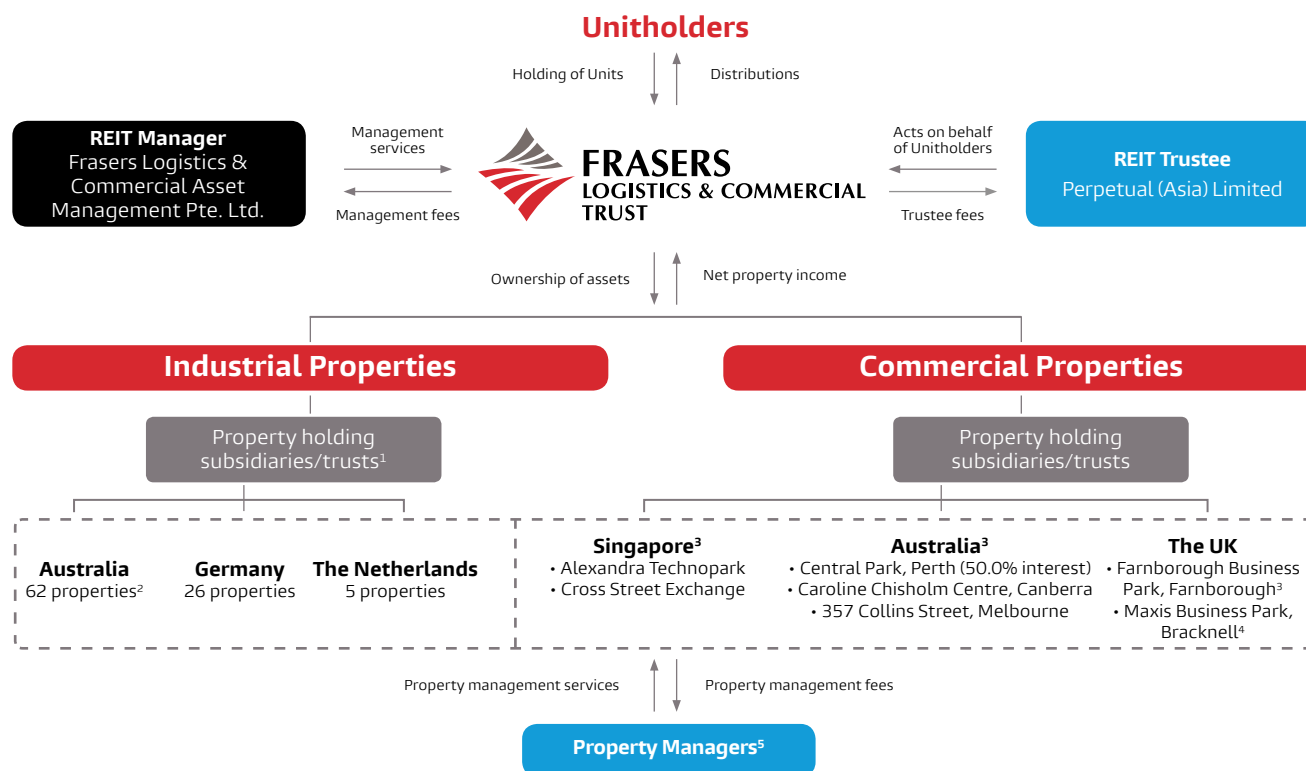 Unitholders
Holding of Units
Distributions
REIT Manager
Frasers Logistics &
Commercial Asset
Management Pte. Ltd.
Management
services
Management fees
FRASERS
LOGISTICS & COMMERCIAL
TRUST
Acts on behalf
of Unitholders
Trustee fees
REIT Trustee
Perpetual (Asia) Limited
Ownership of assets
Net property income
Industrial Properties
Commercial Properties
Property holding
subsidiaries/trusts¹
Property holding
subsidiaries/trusts
Australia
62 properties²
Germany
26 properties
The Netherlands
5 properties
Singapore³
• Alexandra Technopark
• Cross Street Exchange
Australia³
• Central Park, Perth (50.0% interest)
• Caroline Chisholm Centre, Canberra
• 357 Collins Street, Melbourne
The UK
• Farnborough Business
Park, Farnborough³
• Maxis Business Park,
Bracknell⁴
Property management services
Property management fees
Property Managers⁵